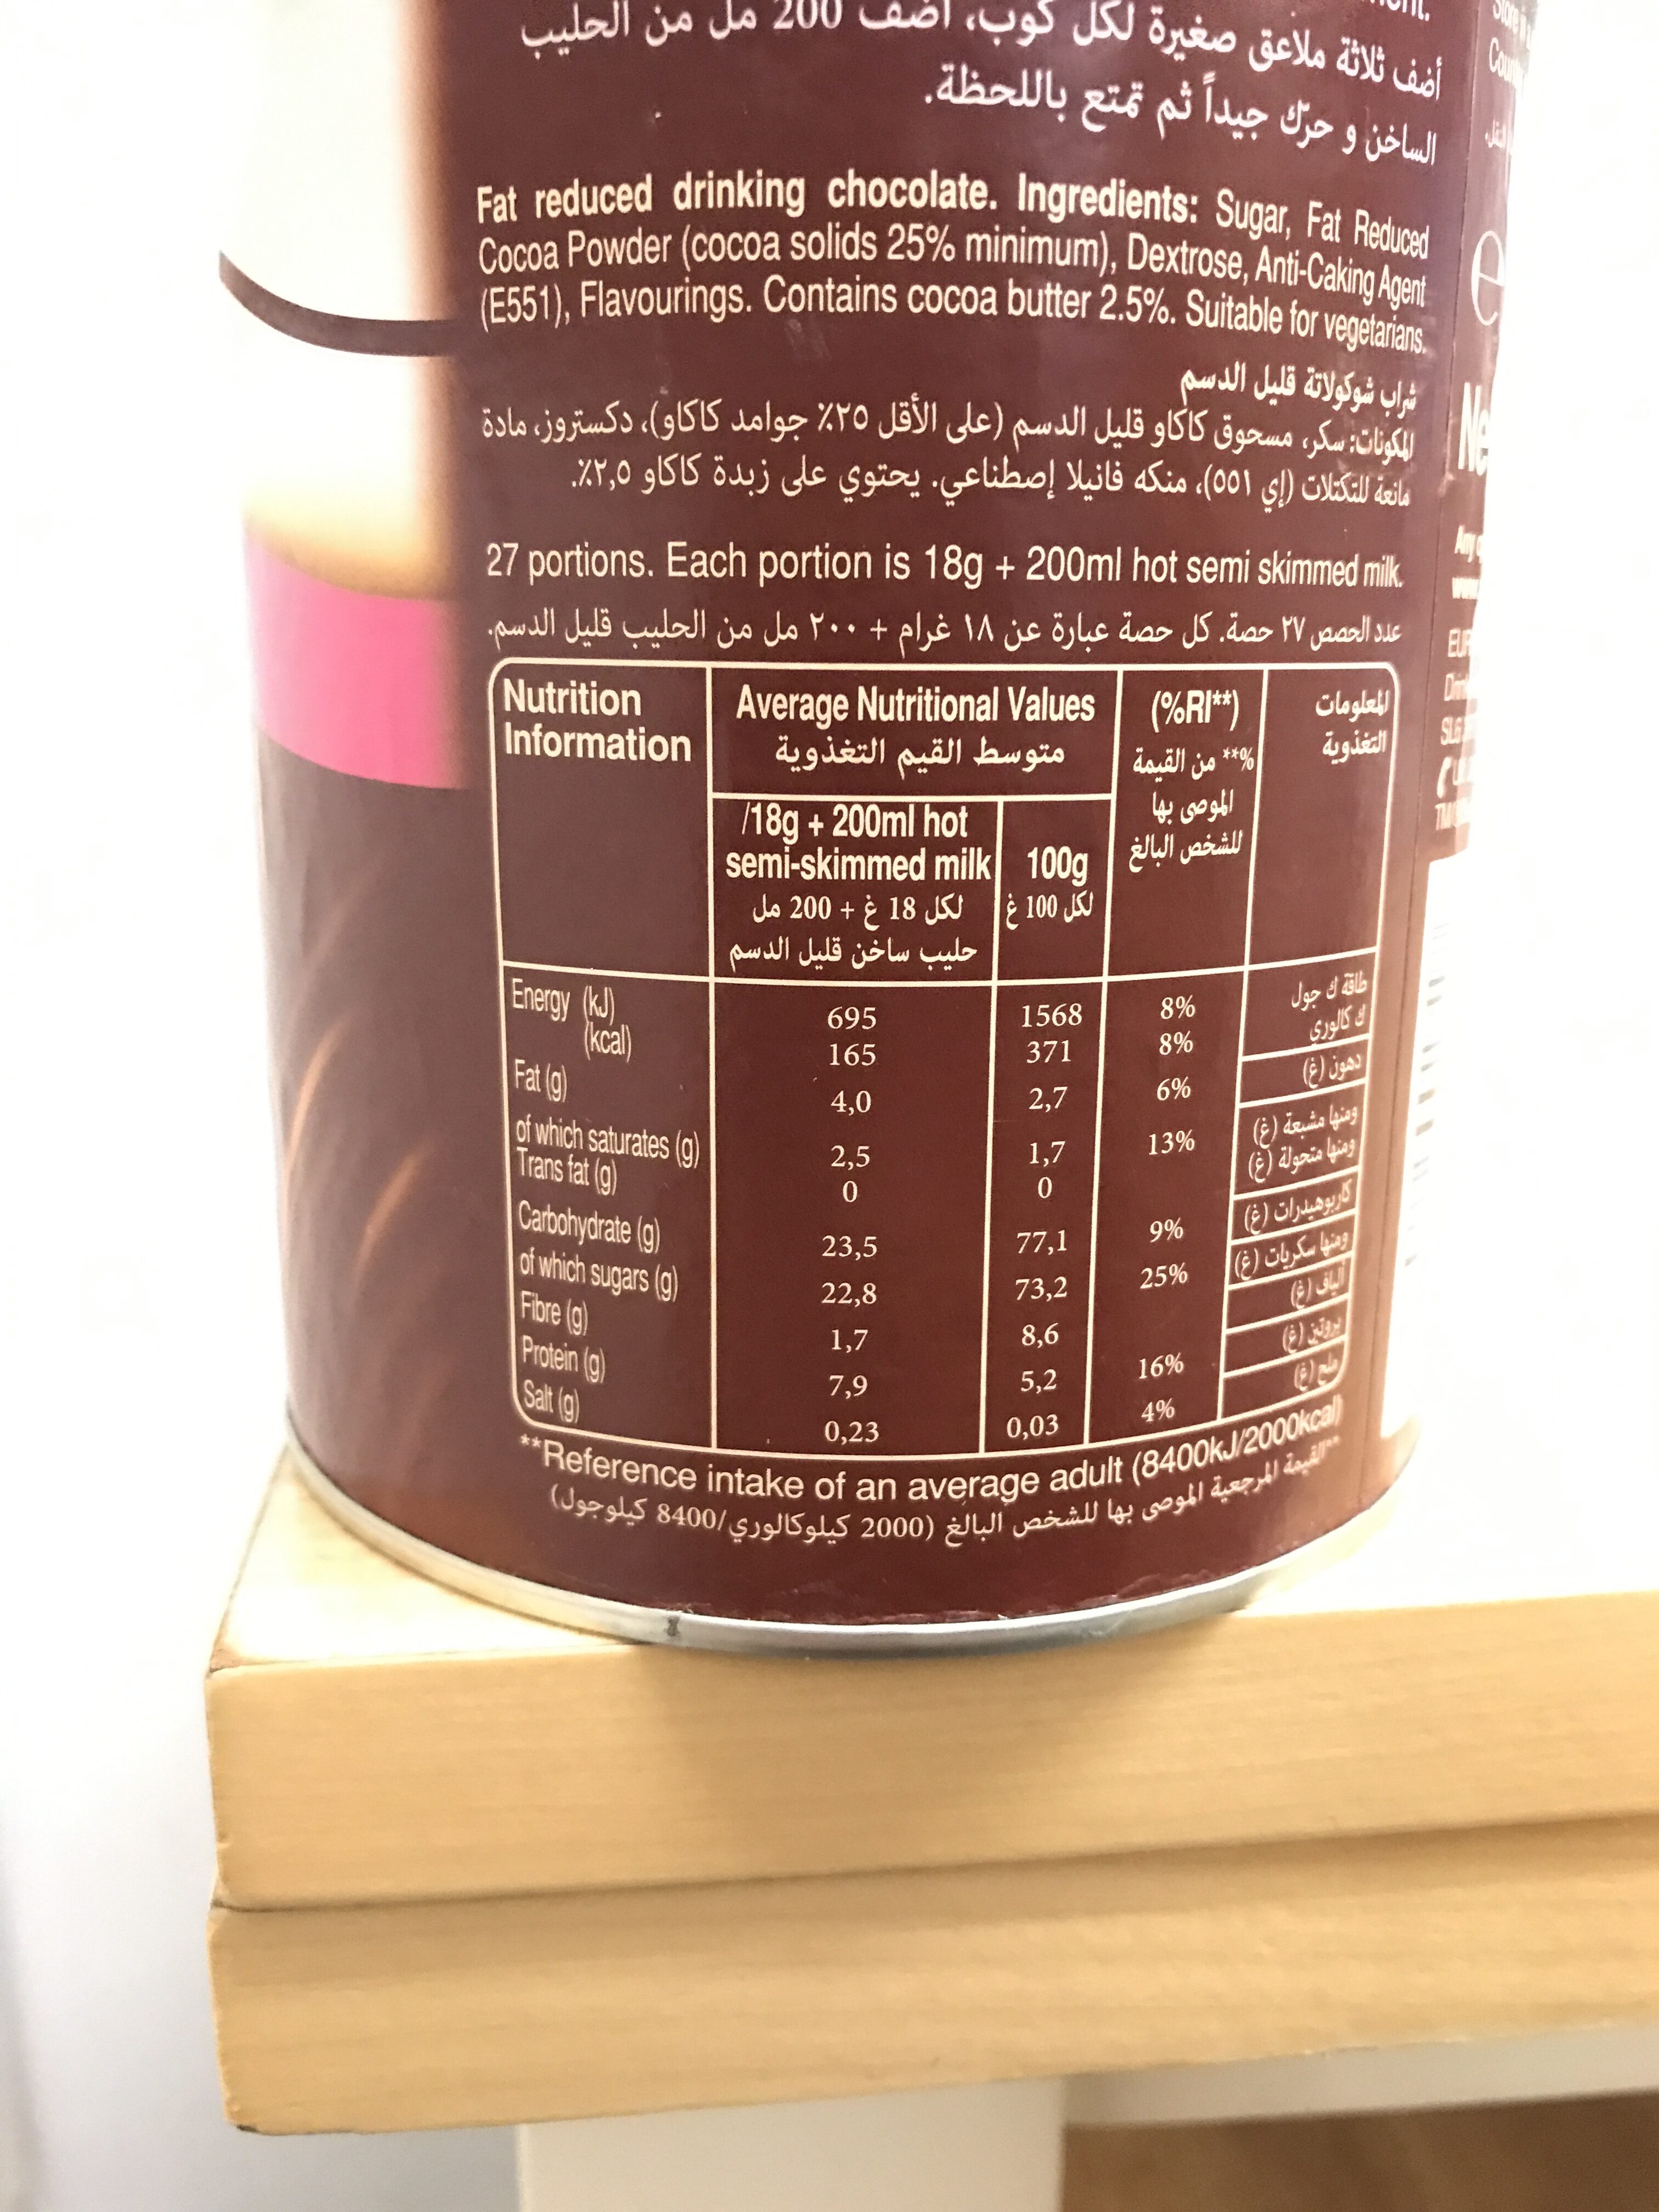 أضف ثلاثة ملاعق صغيرة لكل كوب، أضف 200 مل من الحليب
الساخن و حرّك جيداً ثم تمتع باللحظة.
Fat reduced drinking chocolate. Ingredients: Sugar, Fat Reduced
Cocoa Powder (cocoa solids 25% minimum), Dextrose, Anti-Caking Agent
(E551), Flavourings. Contains cocoa butter 2.5%. Suitable for vegetarians.
شراب شوكولاتة قليل الدسم
المكونات: سكر، مسحوق كاكاو قليل الدسم (على الأقل ٢٥٪ جوامد كاكاو)، دكستروز، مادة
مانعة للتكتلات (إي ٥٥١)، منكه فانيلا إصطناعي. يحتوي على زبدة كاكاو ٢,٥٪.
27 portions. Each portion is 18g + 200ml hot semi skimmed milk.
عدد الحصص ٢٧ حصة. كل حصة عبارة عن ١٨ غرام + ٢٠٠ مل من الحليب قليل الدسم.
Nutrition
Information
Average Nutritional Values
متوسط القيم التغذوية
/18g + 200ml hot
semi-skimmed milk
لكل 18 غ + 200 مل
حليب ساخن قليل الدسم
100g
لكل 100 غ
(%RI**)
%** من القيمة
الموصى بها
للشخص البالغ
المعلومات
التغذوية
Energy (kJ) 695 1568 8% طاقة ك جول
(kcal) 165 371 8% ك كالوري
Fat (g) 4,0 2,7 6% دهون (غ)
of which saturates (g) 2,5 1,7 13% ومنها مشبعة (غ)
Trans fat (g) 0 0 ومنها متحولة (غ)
Carbohydrate (g) 23,5 77,1 9% كاربوهيدرات (غ)
of which sugars (g) 22,8 73,2 25% ومنها سكريات (غ)
Fibre (g) 1,7 8,6 ألياف (غ)
Protein (g) 7,9 5,2 16% بروتين (غ)
Salt (g) 0,23 0,03 4% ملح (غ)
**Reference intake of an average adult (8400kJ/2000kcal)
**القيمة المرجعية الموصى بها للشخص البالغ (2000 كيلوكالوري/8400 كيلوجول)